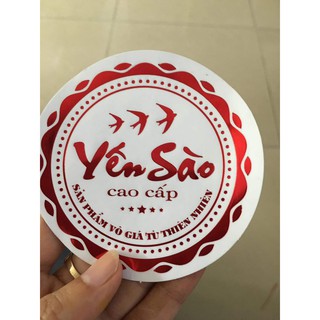 Yến Sào
cao cấp
SẢN PHẨM VÔ GIÁ TỪ THIÊN NHIÊN